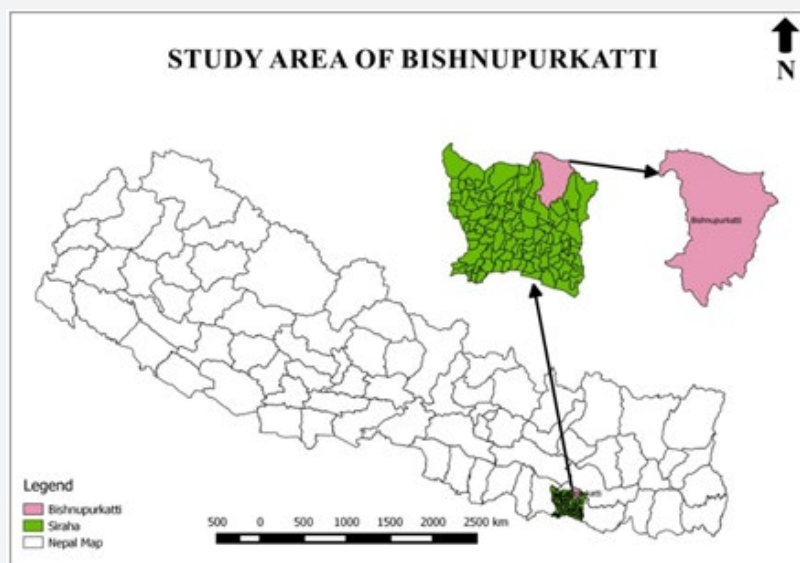 STUDY AREA OF BISHNUPURKATTI
N
Bishnupurkatti
Legend
Bishnupurkatti
Siraha
Nepal Map
500 0 500 1000 1500 2000 2500 km